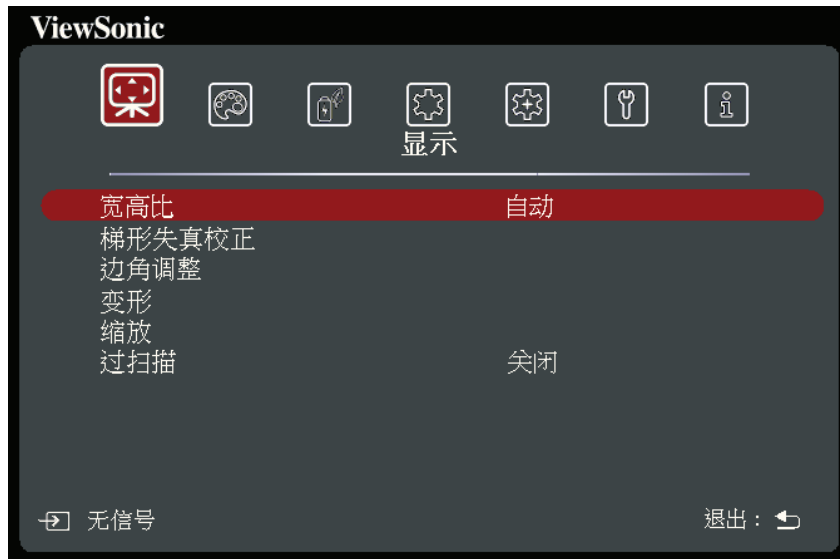 ViewSonic
显示
宽高比 自动
梯形失真校正
边角调整
变形
缩放
过扫描 关闭
无信号 退出：